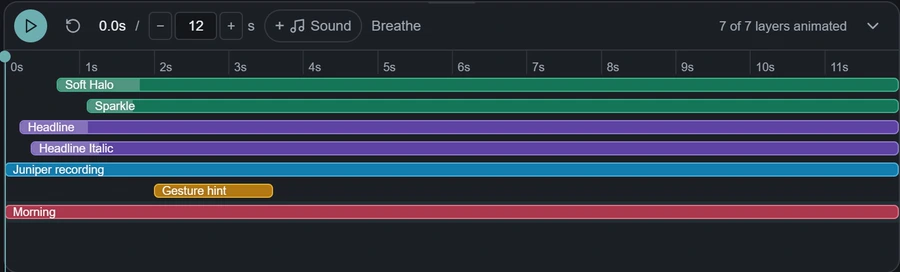 0.0s / − 12 + s + Sound Breathe 7 of 7 layers animated
0s 1s 2s 3s 4s 5s 6s 7s 8s 9s 10s 11s
Soft Halo
Sparkle
Headline
Headline Italic
Juniper recording
Gesture hint
Morning